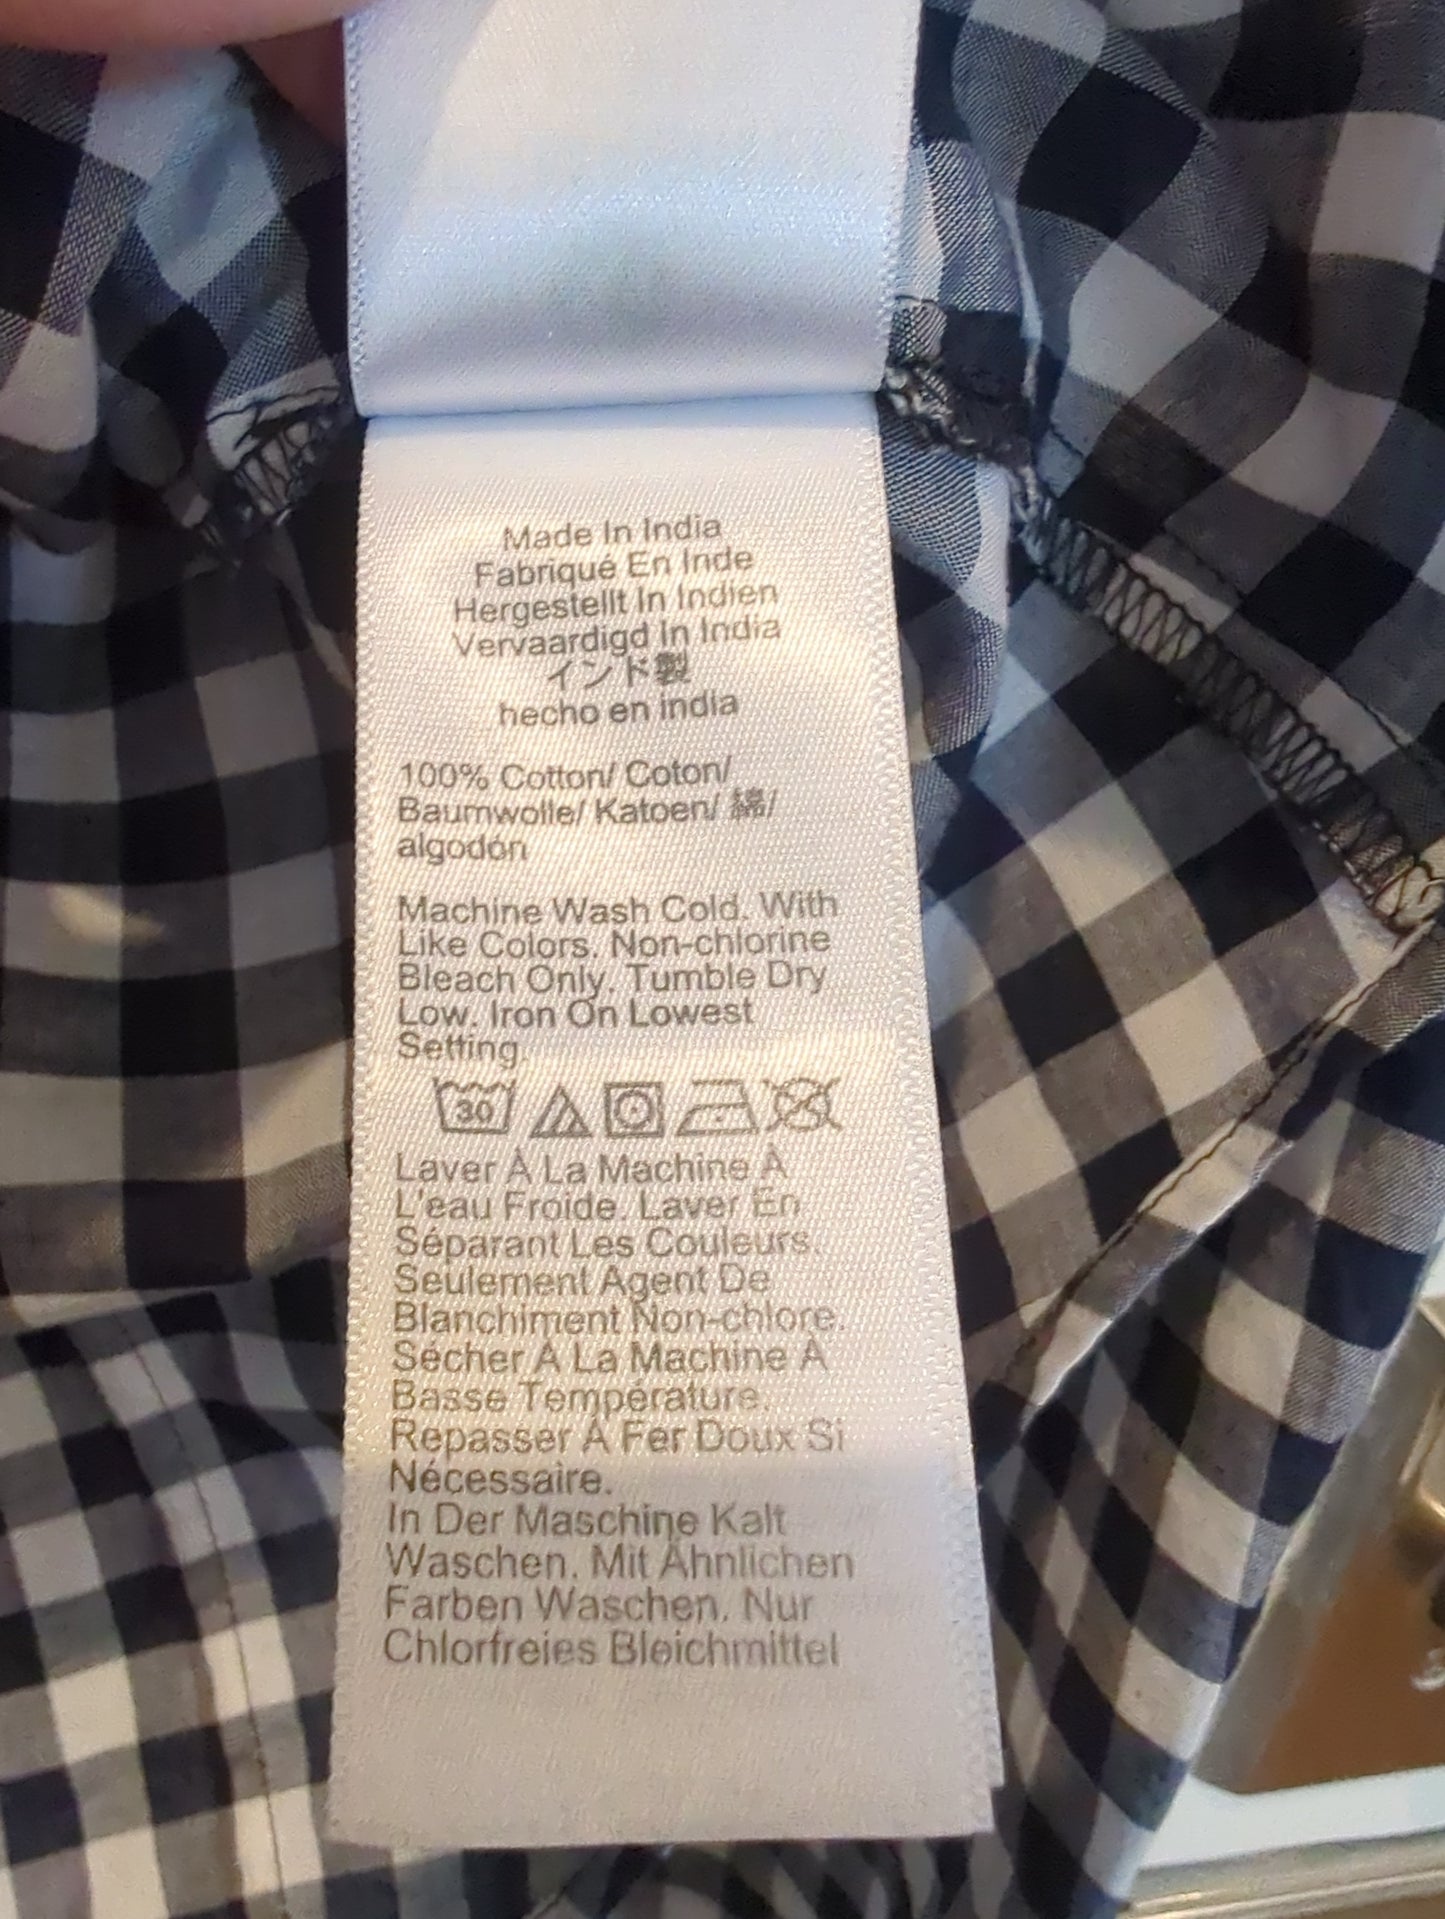 Made In India
Fabriqué En Inde
Hergestellt In Indien
Vervaardigd In India
インド製
hecho en india
100% Cotton/ Coton/
Baumwolle/ Katoen/ 綿/
algodón
Machine Wash Cold. With
Like Colors. Non-chlorine
Bleach Only. Tumble Dry
Low. Iron On Lowest
Setting.
30
Laver À La Machine À
L'eau Froide. Laver En
Séparant Les Couleurs.
Seulement Agent De
Blanchiment Non-chlore.
Sécher À La Machine À
Basse Température.
Repasser À Fer Doux Si
Nécessaire.
In Der Maschine Kalt
Waschen. Mit Ähnlichen
Farben Waschen. Nur
Chlorfreies Bleichmittel